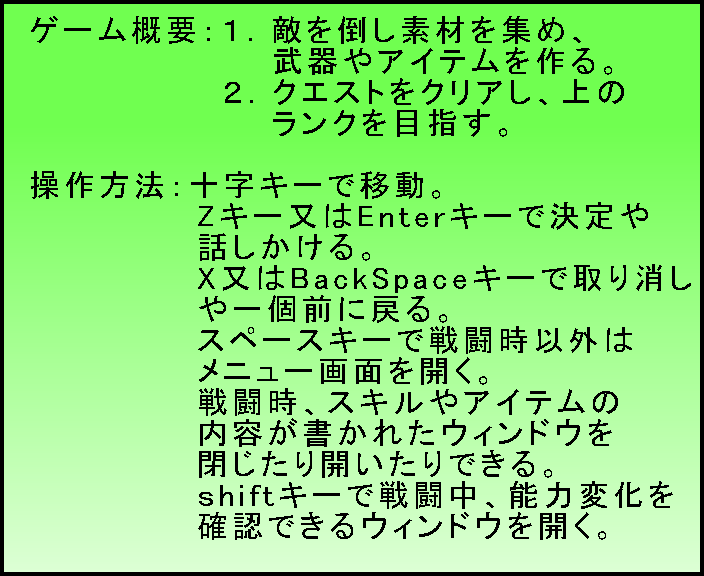 ゲーム概要:１. 敵を倒し素材を集め、
武器やアイテムを作る。
２. クエストをクリアし、上の
ランクを目指す。
操作方法:十字キーで移動。
Zキー又はEnterキーで決定や
話しかける。
X又はBackSpaceキーで取り消し
や一個前に戻る。
スペースキーで戦闘時以外は
メニュー画面を開く。
戦闘時、スキルやアイテムの
内容が書かれたウィンドウを
閉じたり開いたりできる。
shiftキーで戦闘中、能力変化を
確認できるウィンドウを開く。